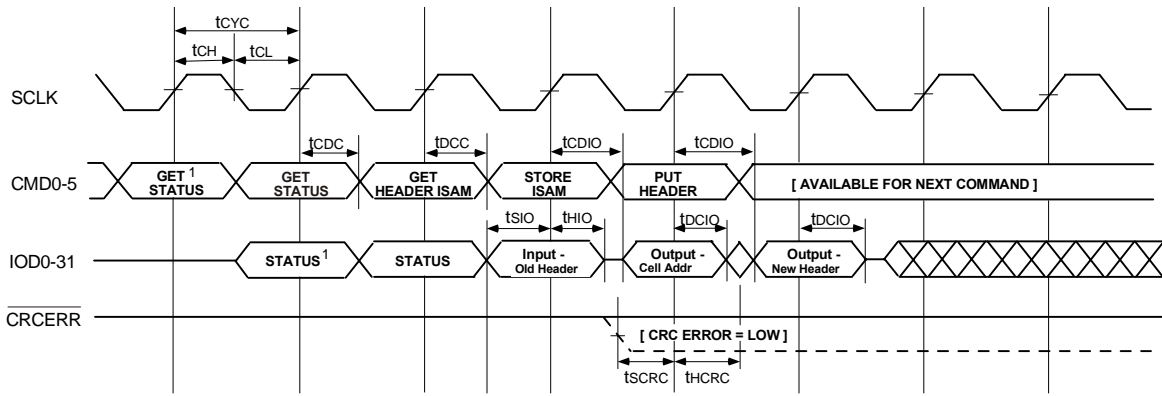 tCYC
tCH tCL
SCLK
tCDC tDCC tCDIO tCDIO
CMD0-5
GET 1
STATUS
GET
STATUS
GET
HEADER ISAM
STORE
ISAM
PUT
HEADER
[ AVAILABLE FOR NEXT COMMAND ]
tSIO tHIO tDCIO tDCIO
IOD0-31
STATUS 1
STATUS
Input -
Old Header
Output -
Cell Addr
Output -
New Header
CRCERR
[ CRC ERROR = LOW ]
tSCRC tHCRC